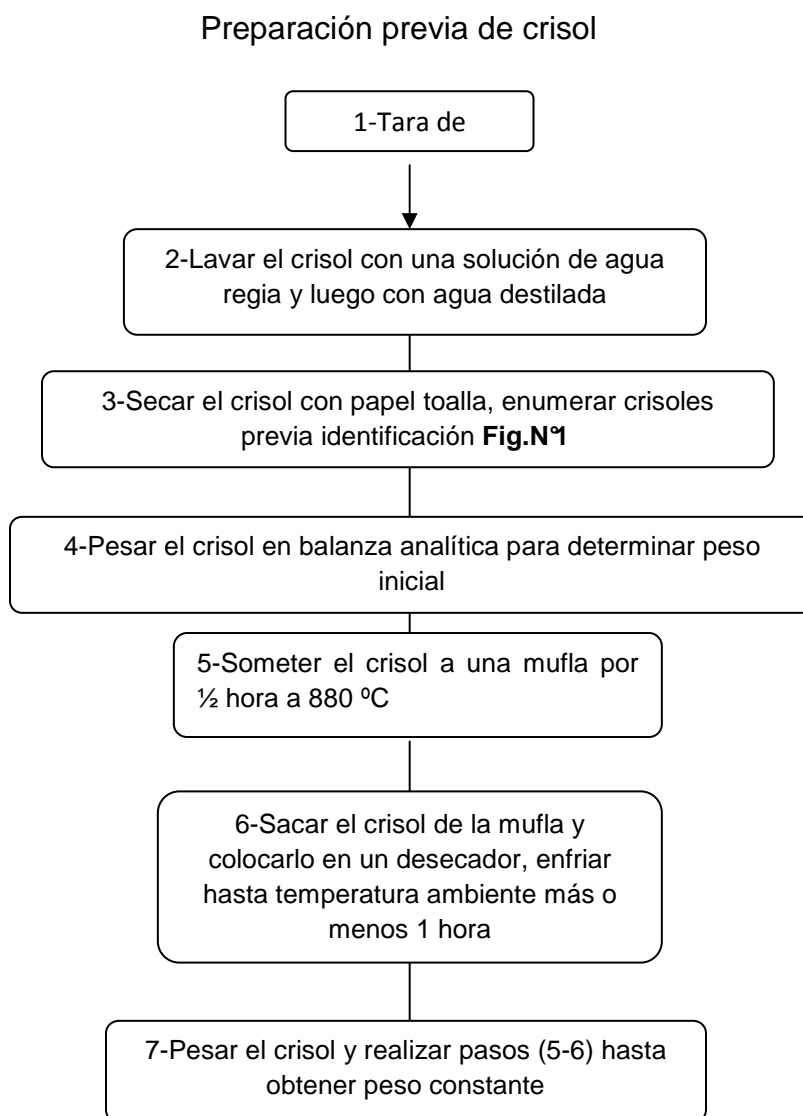 Preparación previa de crisol
1-Tara de
2-Lavar el crisol con una solución de agua
regia y luego con agua destilada
3-Secar el crisol con papel toalla, enumerar crisoles
previa identificación Fig.N°1
4-Pesar el crisol en balanza analítica para determinar peso
inicial
5-Someter el crisol a una mufla por
½ hora a 880 ºC
6-Sacar el crisol de la mufla y
colocarlo en un desecador, enfriar
hasta temperatura ambiente más o
menos 1 hora
7-Pesar el crisol y realizar pasos (5-6) hasta
obtener peso constante